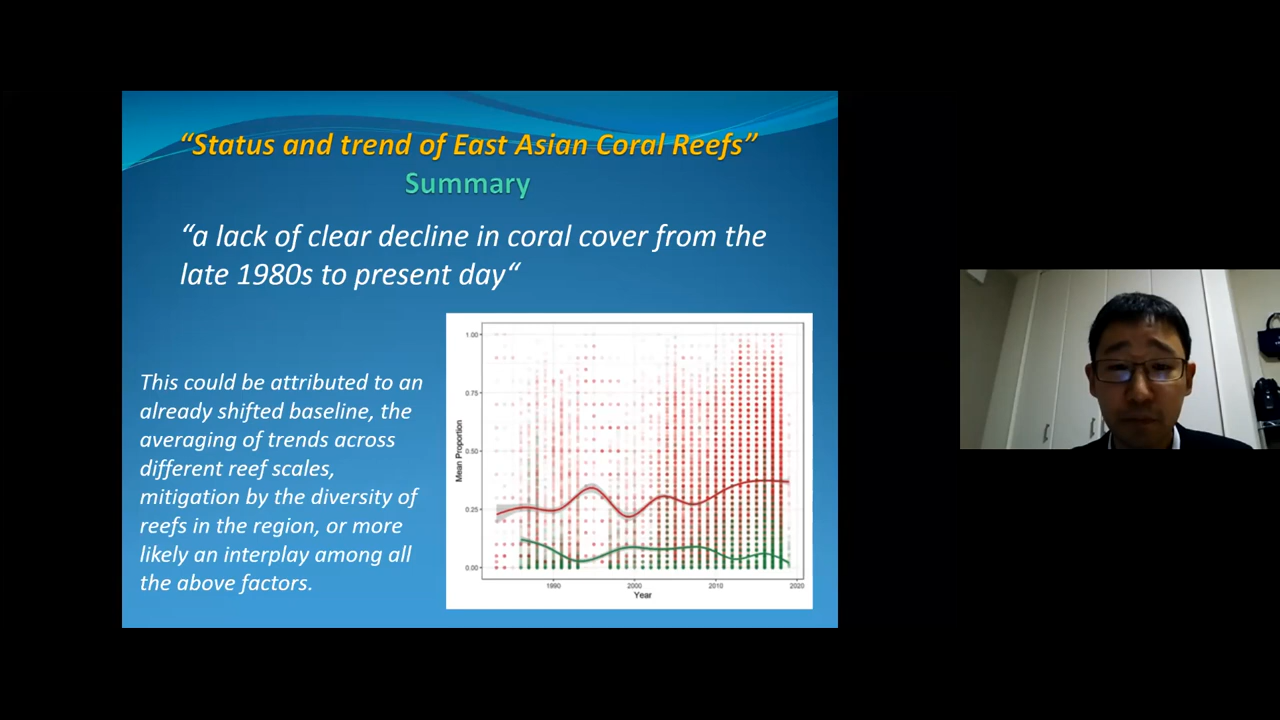 “Status and trend of East Asian Coral Reefs”
Summary
“a lack of clear decline in coral cover from the
late 1980s to present day“
This could be attributed to an
already shifted baseline, the
averaging of trends across
different reef scales,
mitigation by the diversity of
reefs in the region, or more
likely an interplay among all
the above factors.
Mean Proportion
1.00
0.75
0.50
0.25
0.00
1990 2000 2010 2020
Year